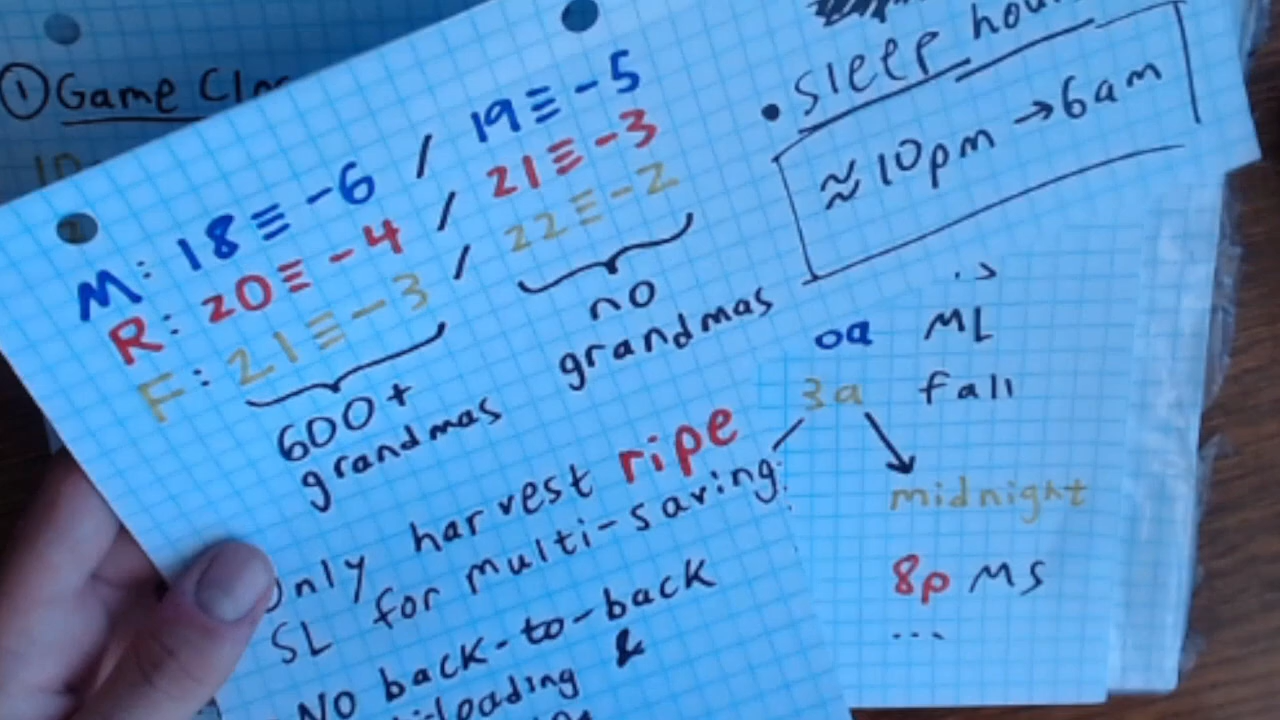 ① Game
M: 18 ≡ -6 / 19 ≡ -5
R: 20 ≡ -4 / 21 ≡ -3
F: 21 ≡ -3 / 22 ≡ -2
600+
grandmas
no
grandmas
Only harvest ripe
SL for multi-saving:
No back-to-back
loading &
• sleep
≈10pm → 6am
0a ML
3a fall
midnight
8p MS
...